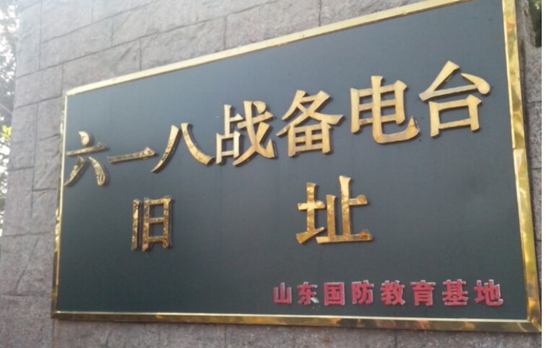 六一八战备电台
旧址
山东国防教育基地